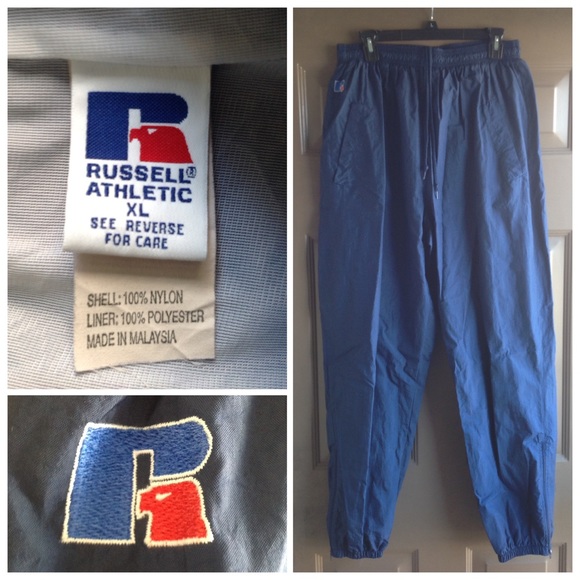 R
RUSSELL®
ATHLETIC
XL
SEE REVERSE
FOR CARE
SHELL: 100% NYLON
LINER: 100% POLYESTER
MADE IN MALAYSIA
R